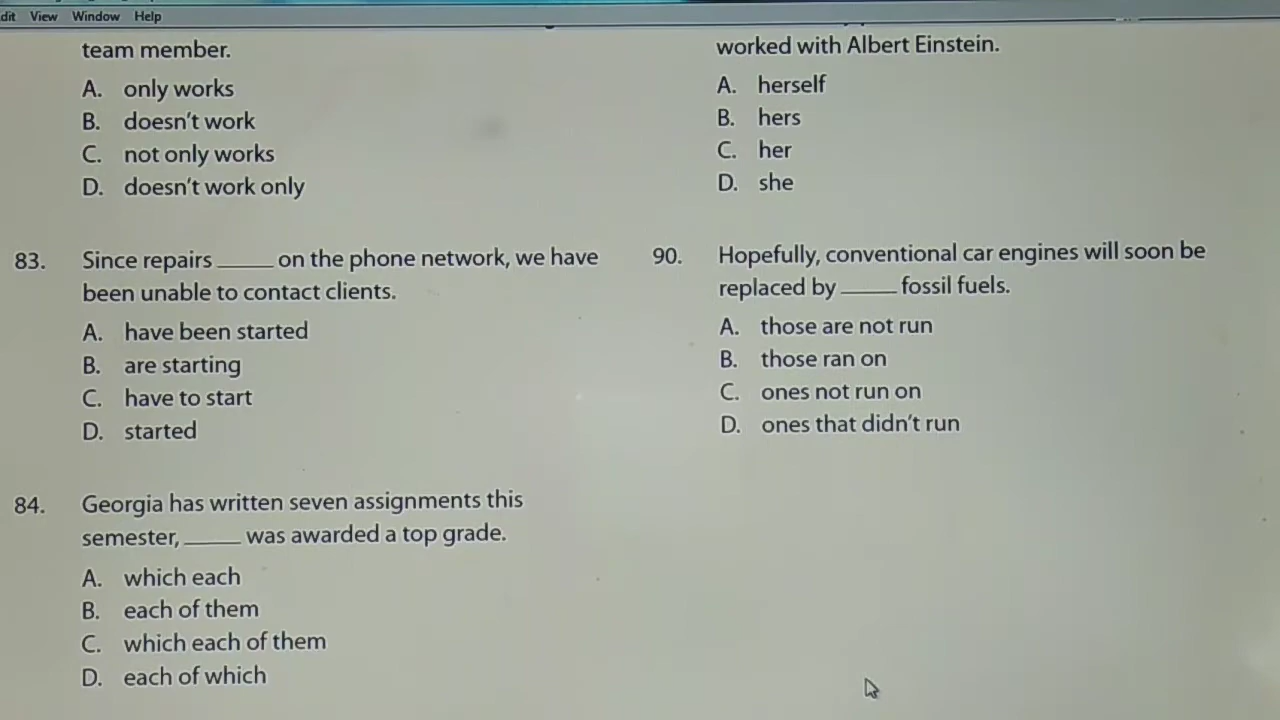 dit View Window Help
team member.
A. only works
B. doesn't work
C. not only works
D. doesn't work only
83. Since repairs _____ on the phone network, we have
been unable to contact clients.
A. have been started
B. are starting
C. have to start
D. started
84. Georgia has written seven assignments this
semester, _____ was awarded a top grade.
A. which each
B. each of them
C. which each of them
D. each of which
worked with Albert Einstein.
A. herself
B. hers
C. her
D. she
90. Hopefully, conventional car engines will soon be
replaced by _____ fossil fuels.
A. those are not run
B. those ran on
C. ones not run on
D. ones that didn't run